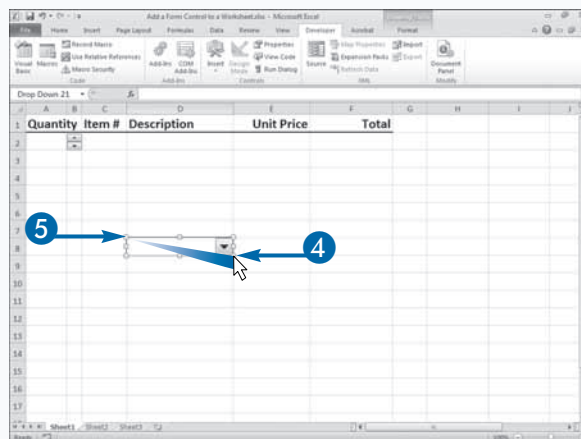 Add a Form Control to a Worksheet.xlsx - Microsoft Excel
File Home Insert Page Layout Formulas Data Review View Developer Acrobat Format
Visual Basic Macros Record Macro Use Relative References Macro Security
Add-Ins COM Add-Ins Insert Design Mode Properties View Code Run Dialog
Source Map Properties Expansion Packs Refresh Data Import Export Document Panel
Code Add-Ins Controls XML Modify
Drop Down 21 fx
A B C D E F G H I J
1 Quantity Item # Description Unit Price Total
2
3
4
5
6
7
5
8
4
9
10
11
12
13
14
15
16
17
Sheet1 Sheet2 Sheet3
Ready 100%